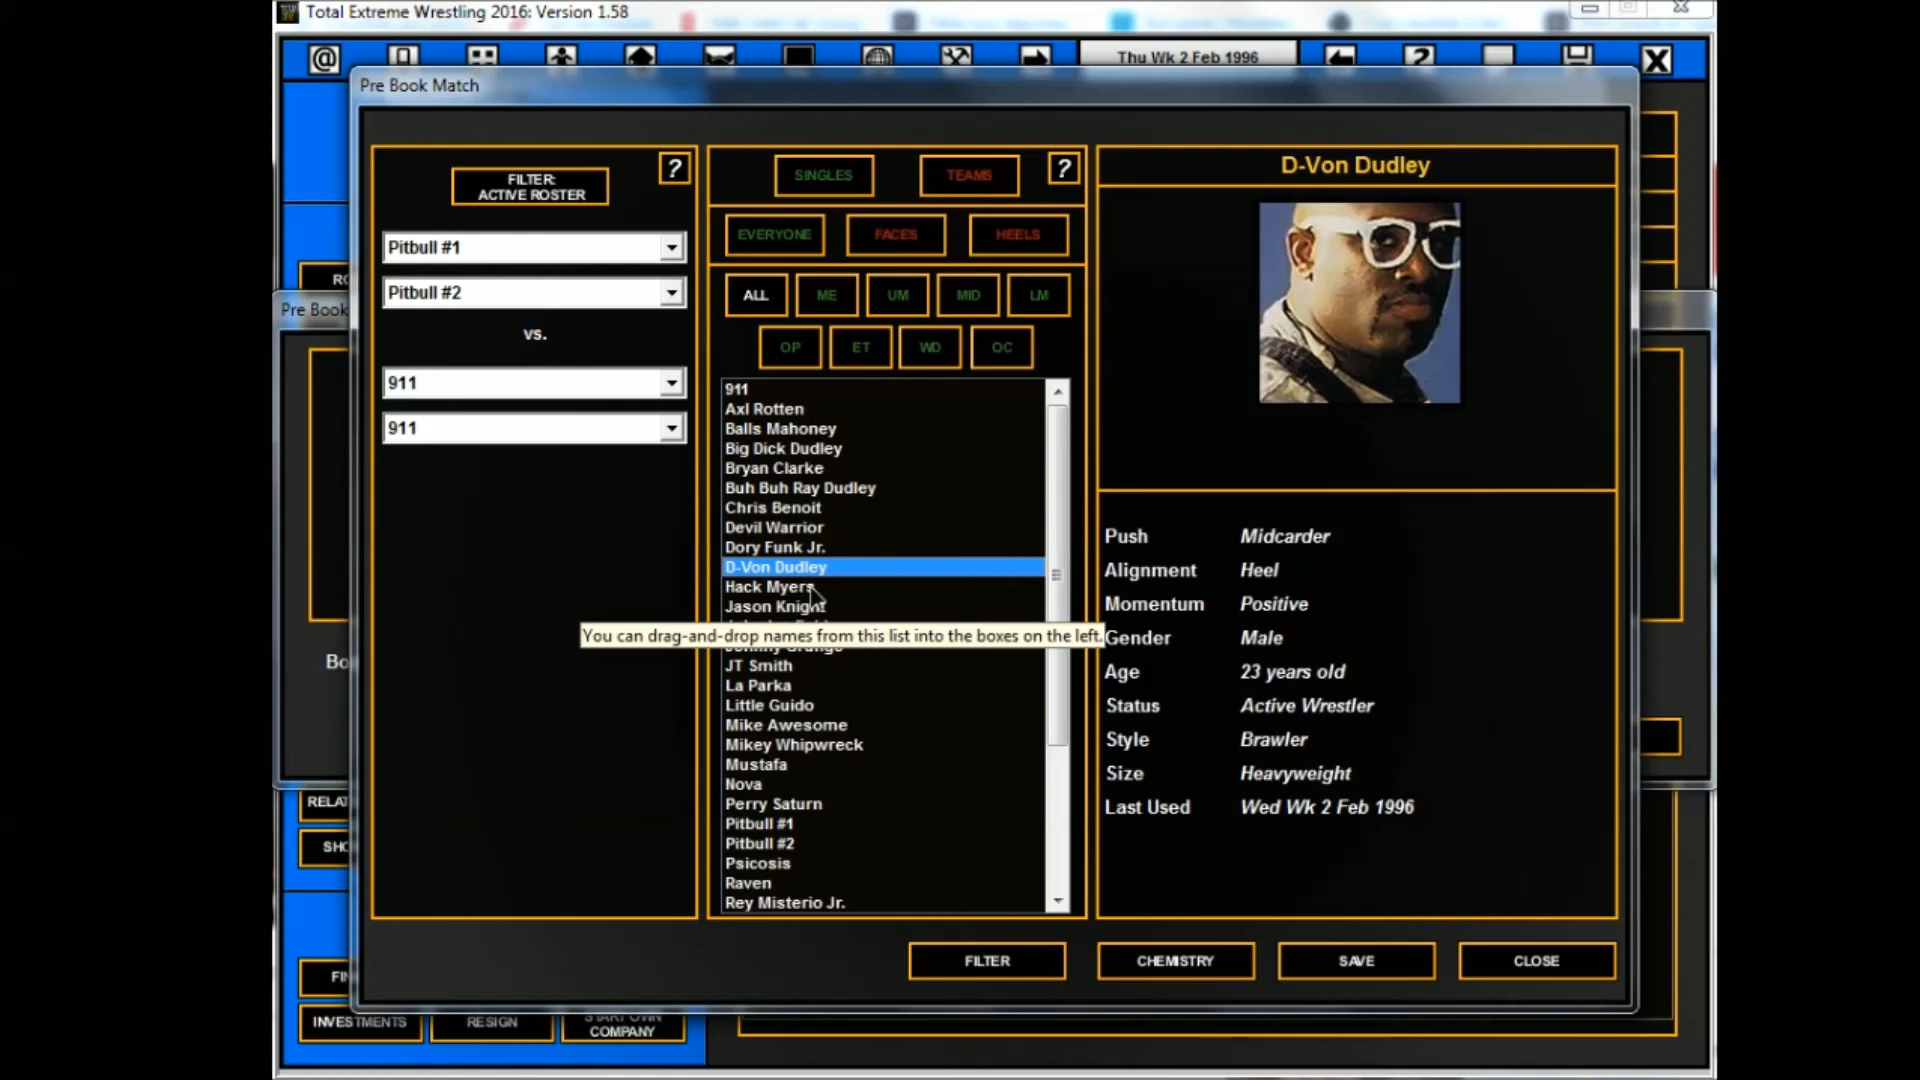 Total Extreme Wrestling 2016: Version 1.58
Thu Wk 2 Feb 1996
Pre Book Match
FILTER:
ACTIVE ROSTER
?
Pitbull #1
Pitbull #2
vs.
911
911
SINGLES
TEAMS
?
EVERYONE
FACES
HEELS
ALL
ME
UM
MID
LM
OP
ET
WD
OC
911
Axl Rotten
Balls Mahoney
Big Dick Dudley
Bryan Clarke
Buh Buh Ray Dudley
Chris Benoit
Devil Warrior
Dory Funk Jr.
D-Von Dudley
Hack Myers
Jason Knight
You can drag-and-drop names from this list into the boxes on the left.
JT Smith
La Parka
Little Guido
Mike Awesome
Mikey Whipwreck
Mustafa
Nova
Perry Saturn
Pitbull #1
Pitbull #2
Psicosis
Raven
Rey Misterio Jr.
D-Von Dudley
Push Midcarder
Alignment Heel
Momentum Positive
Gender Male
Age 23 years old
Status Active Wrestler
Style Brawler
Size Heavyweight
Last Used Wed Wk 2 Feb 1996
FILTER
CHEMISTRY
SAVE
CLOSE
Pre Book
INVESTMENTS
RESIGN
START OWN
COMPANY